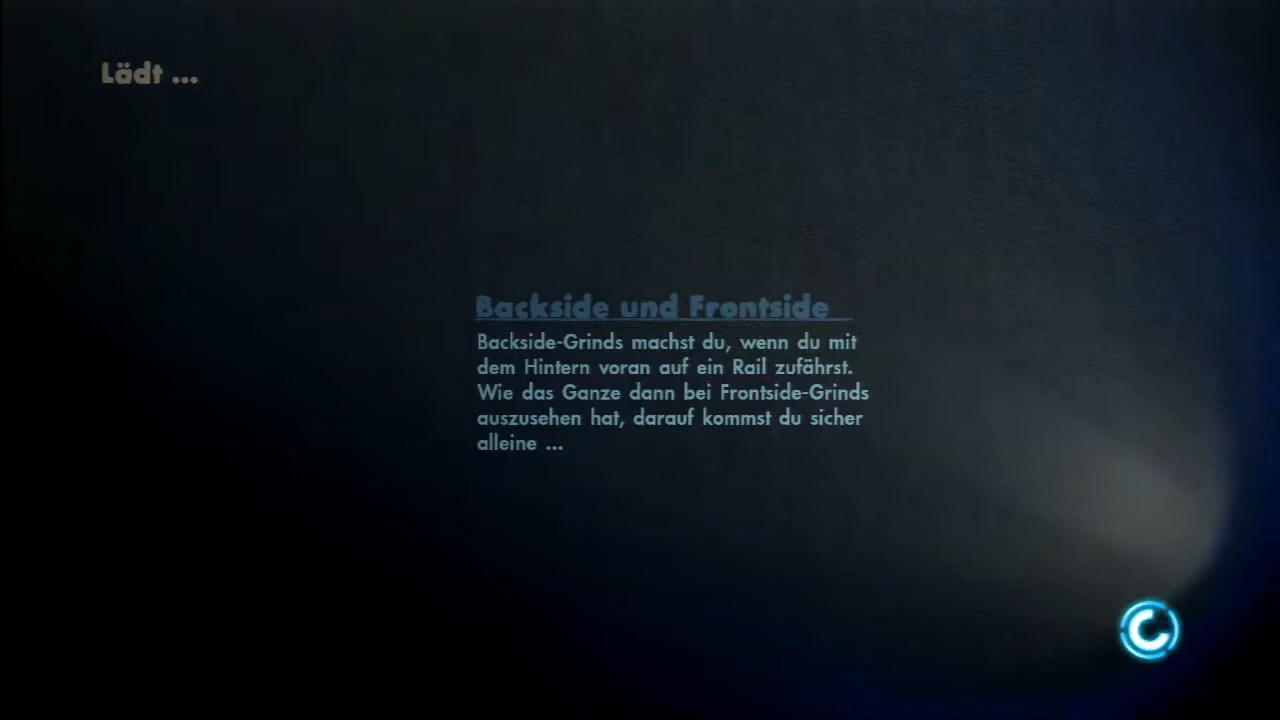 Lädt ...
Backside und Frontside
Backside-Grinds machst du, wenn du mit
dem Hintern voran auf ein Rail zufährst.
Wie das Ganze dann bei Frontside-Grinds
auszusehen hat, darauf kommst du sicher
alleine ...